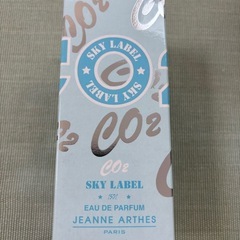 SKY LABEL
SKY LABEL
CO2
CO2
SKY LABEL
EAU DE PARFUM
JEANNE ARTHES
PARIS